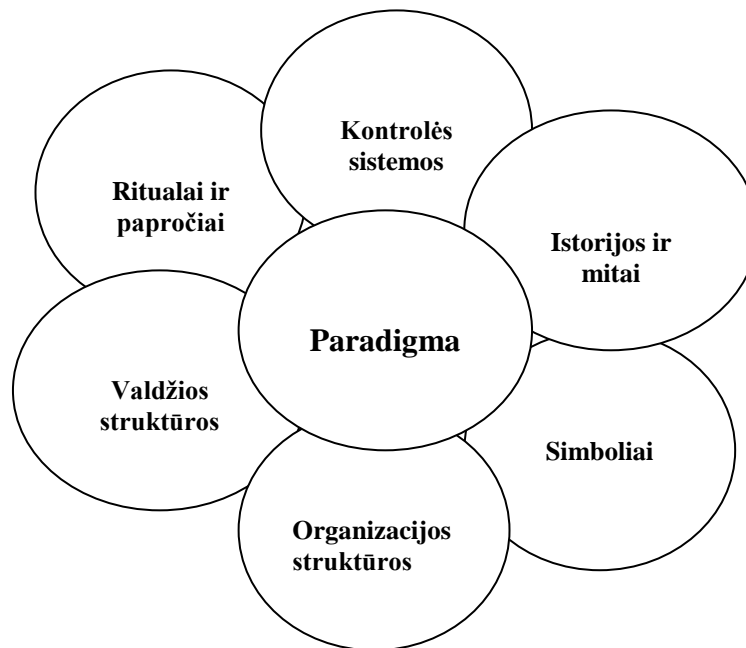 Kontrolės
sistemos
Ritualai ir
papročiai
Istorijos ir
mitai
Paradigma
Valdžios
struktūros
Simboliai
Organizacijos
struktūros